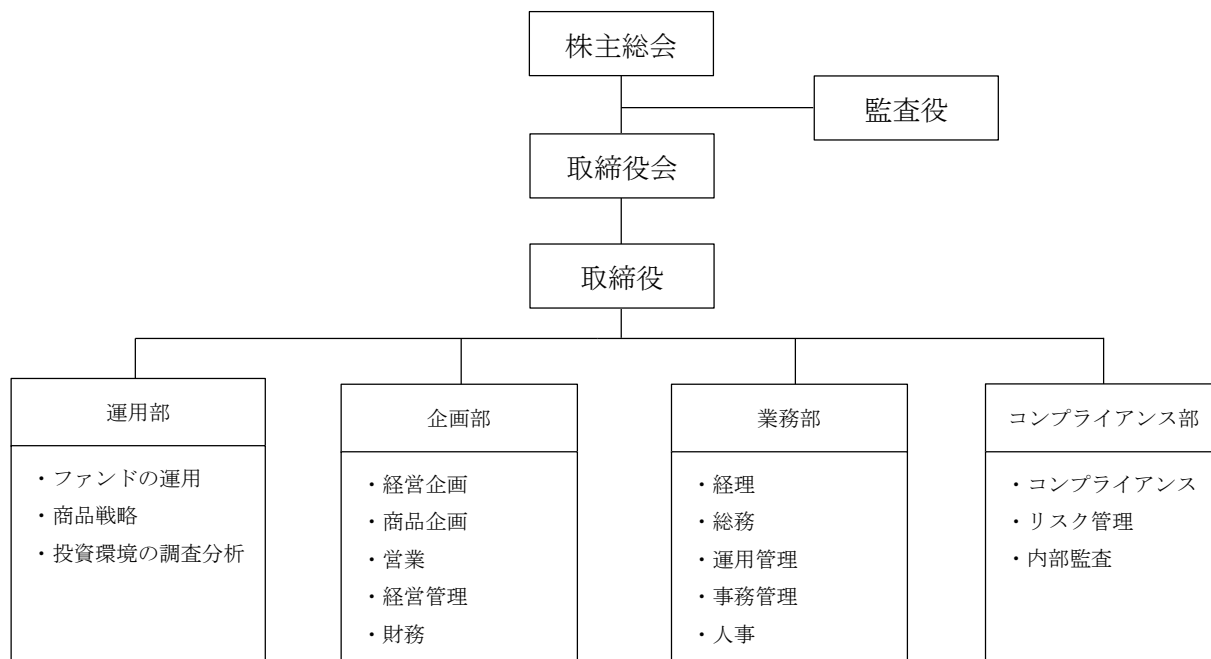 株主総会
監査役
取締役会
取締役
運用部
・ファンドの運用
・商品戦略
・投資環境の調査分析
企画部
・経営企画
・商品企画
・営業
・経営管理
・財務
業務部
・経理
・総務
・運用管理
・事務管理
・人事
コンプライアンス部
・コンプライアンス
・リスク管理
・内部監査